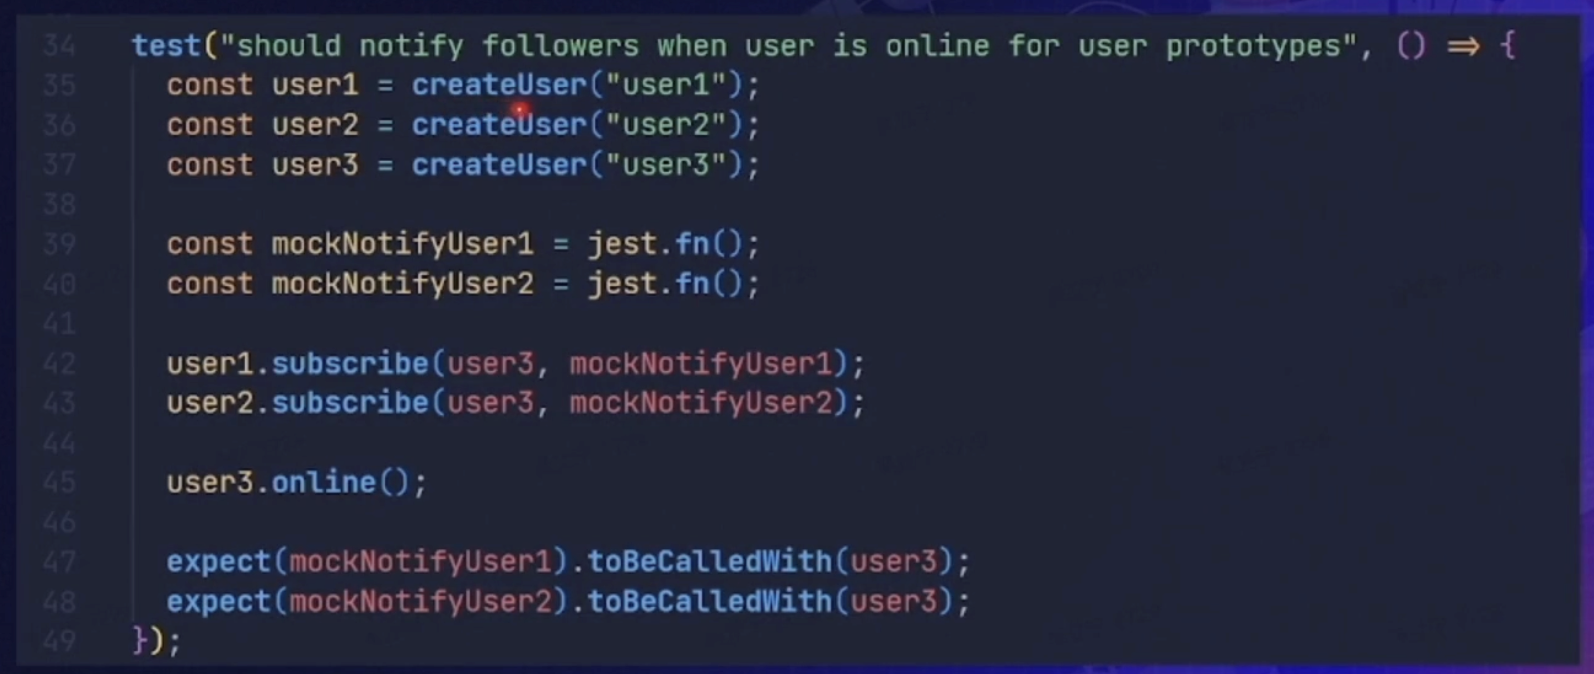 34 test("should notify followers when user is online for user prototypes", () => {
35 const user1 = createUser("user1");
36 const user2 = createUser("user2");
37 const user3 = createUser("user3");
38
39 const mockNotifyUser1 = jest.fn();
40 const mockNotifyUser2 = jest.fn();
41
42 user1.subscribe(user3, mockNotifyUser1);
43 user2.subscribe(user3, mockNotifyUser2);
44
45 user3.online();
46
47 expect(mockNotifyUser1).toBeCalledWith(user3);
48 expect(mockNotifyUser2).toBeCalledWith(user3);
49 });